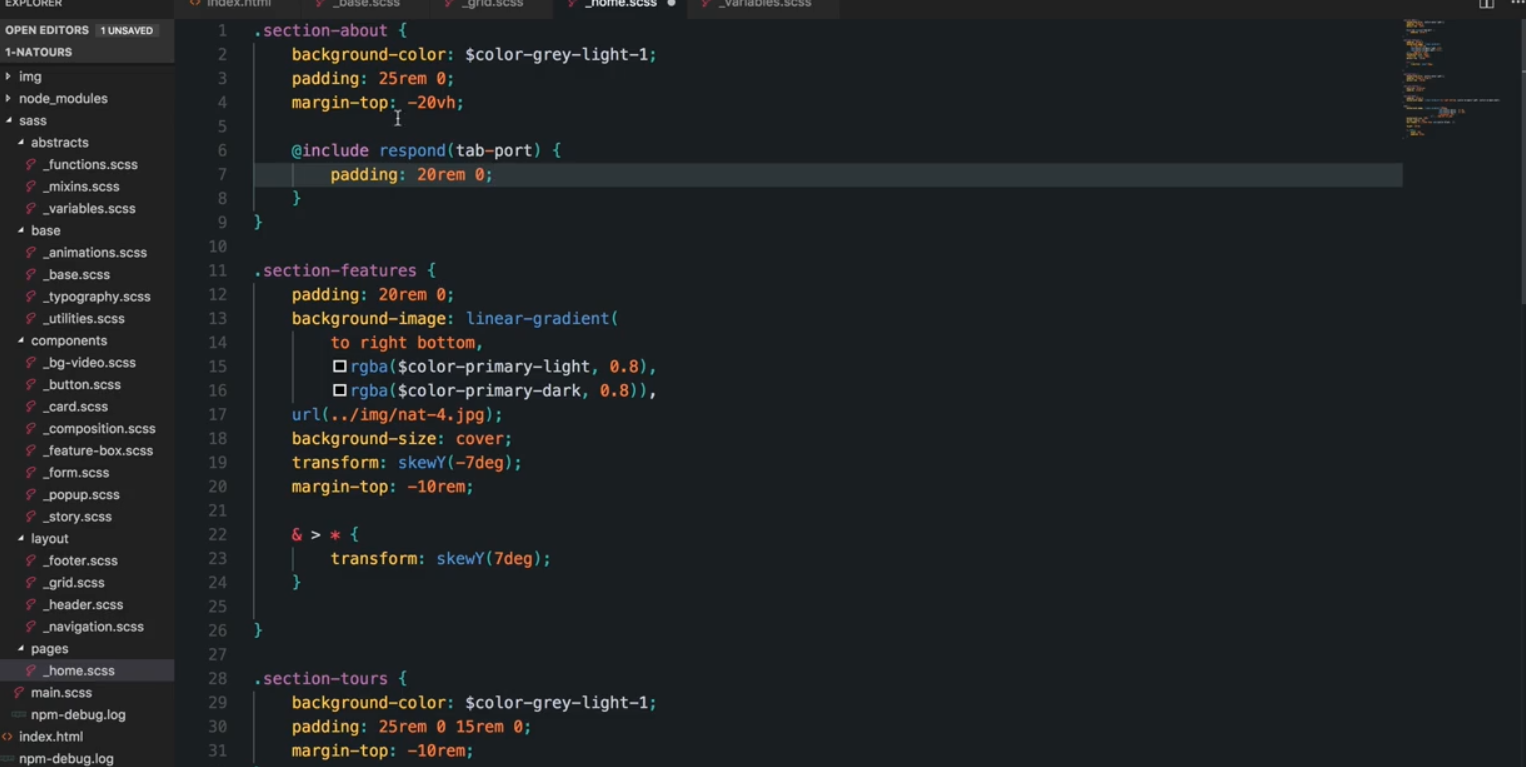 EXPLORER
OPEN EDITORS 1 UNSAVED
1-NATOURS
img
node_modules
sass
abstracts
_functions.scss
_mixins.scss
_variables.scss
base
_animations.scss
_base.scss
_typography.scss
_utilities.scss
components
_bg-video.scss
_button.scss
_card.scss
_composition.scss
_feature-box.scss
_form.scss
_popup.scss
_story.scss
layout
_footer.scss
_grid.scss
_header.scss
_navigation.scss
pages
_home.scss
main.scss
npm-debug.log
index.html
npm-debug.log
index.html _base.scss _grid.scss _home.scss _variables.scss
1 .section-about {
2 background-color: $color-grey-light-1;
3 padding: 25rem 0;
4 margin-top: -20vh;
5
6 @include respond(tab-port) {
7 padding: 20rem 0;
8 }
9 }
10
11 .section-features {
12 padding: 20rem 0;
13 background-image: linear-gradient(
14 to right bottom,
15 rgba($color-primary-light, 0.8),
16 rgba($color-primary-dark, 0.8)),
17 url(../img/nat-4.jpg);
18 background-size: cover;
19 transform: skewY(-7deg);
20 margin-top: -10rem;
21
22 & > * {
23 transform: skewY(7deg);
24 }
25
26 }
27
28 .section-tours {
29 background-color: $color-grey-light-1;
30 padding: 25rem 0 15rem 0;
31 margin-top: -10rem;